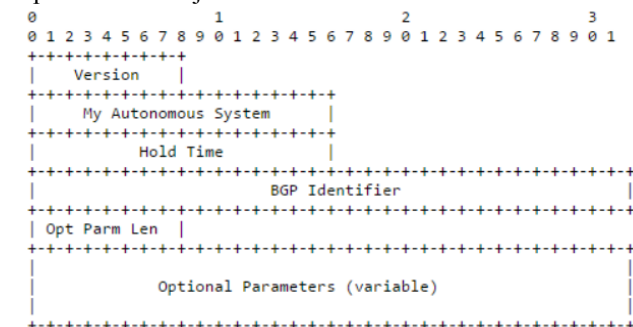 0                   1                   2                   3
0 1 2 3 4 5 6 7 8 9 0 1 2 3 4 5 6 7 8 9 0 1 2 3 4 5 6 7 8 9 0 1
+-+-+-+-+-+-+-+-+
|    Version    |
+-+-+-+-+-+-+-+-+-+-+-+-+-+-+-+-+
|     My Autonomous System      |
+-+-+-+-+-+-+-+-+-+-+-+-+-+-+-+-+
|           Hold Time           |
+-+-+-+-+-+-+-+-+-+-+-+-+-+-+-+-+-+-+-+-+-+-+-+-+-+-+-+-+-+-+-+-+
|                         BGP Identifier                        |
+-+-+-+-+-+-+-+-+-+-+-+-+-+-+-+-+-+-+-+-+-+-+-+-+-+-+-+-+-+-+-+-+
| Opt Parm Len  |
+-+-+-+-+-+-+-+-+-+-+-+-+-+-+-+-+-+-+-+-+-+-+-+-+-+-+-+-+-+-+-+-+
|                                                               |
|             Optional Parameters (variable)                    |
|                                                               |
+-+-+-+-+-+-+-+-+-+-+-+-+-+-+-+-+-+-+-+-+-+-+-+-+-+-+-+-+-+-+-+-+